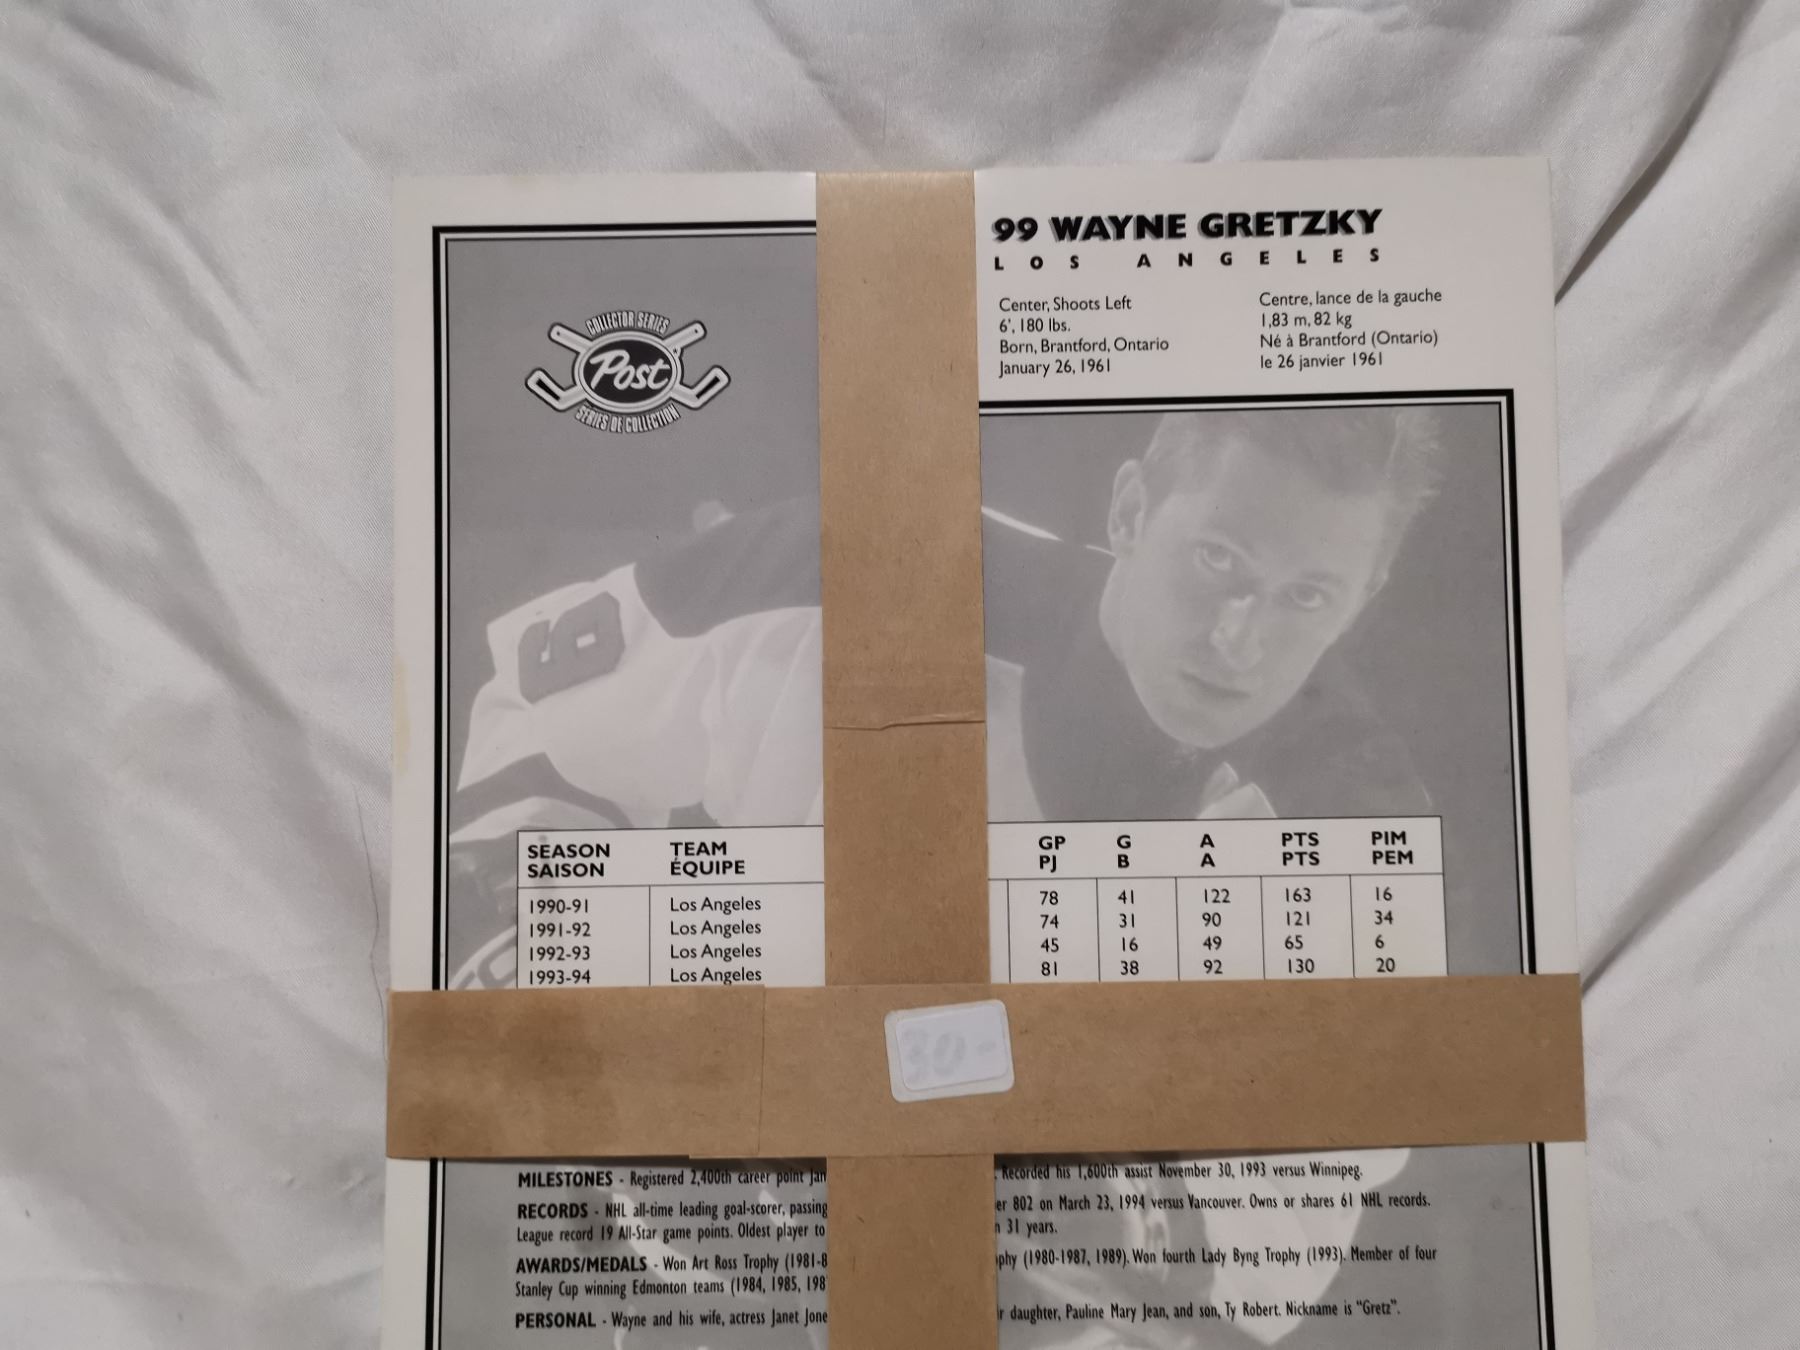 99 WAYNE GRETZKY
LOS ANGELES
Center, Shoots Left
6', 180 lbs.
Born, Brantford, Ontario
January 26, 1961
Centre, lance de la gauche
1,83 m, 82 kg
Né à Brantford (Ontario)
le 26 janvier 1961
COLLECTOR SERIES
Post
SERIES DE COLLECTION
99
SEASON TEAM GP G A PTS PIM
SAISON ÉQUIPE PJ B A PTS PEM
1990-91 Los Angeles 78 41 122 163 16
1991-92 Los Angeles 74 31 90 121 34
1992-93 Los Angeles 45 16 49 65 6
1993-94 Los Angeles 81 38 92 130 20
30-
MILESTONES - Registered 2,400th career point Jan . Recorded his 1,600th assist November 30, 1993 versus Winnipeg.
RECORDS - NHL all-time leading goal-scorer, passing er 802 on March 23, 1994 versus Vancouver. Owns or shares 61 NHL records.
League record 19 All-Star game points. Oldest player to n 31 years.
AWARDS/MEDALS - Won Art Ross Trophy (1981-8 phy (1980-1987, 1989). Won fourth Lady Byng Trophy (1993). Member of four
Stanley Cup winning Edmonton teams (1984, 1985, 198
PERSONAL - Wayne and his wife, actress Janet Jone r daughter, Pauline Mary Jean, and son, Ty Robert. Nickname is “Gretz”.